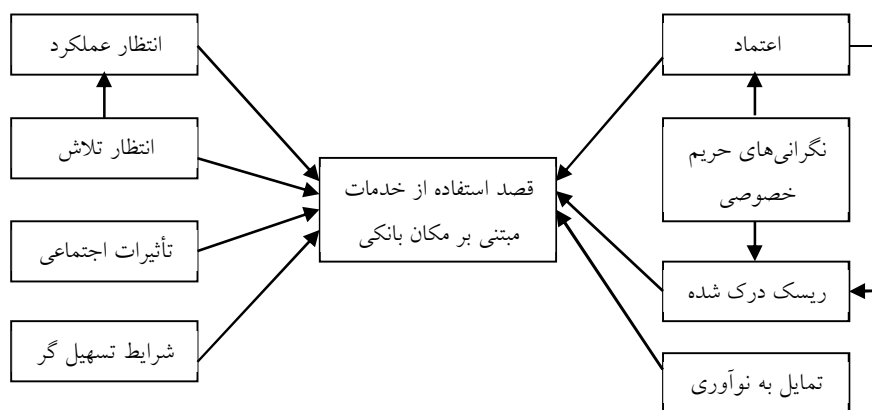 انتظار عملکرد
اعتماد
انتظار تلاش
نگرانی‌های حریم
خصوصی
قصد استفاده از خدمات
مبتنی بر مکان بانکی
تأثیرات اجتماعی
ریسک درک شده
شرایط تسهیل گر
تمایل به نوآوری